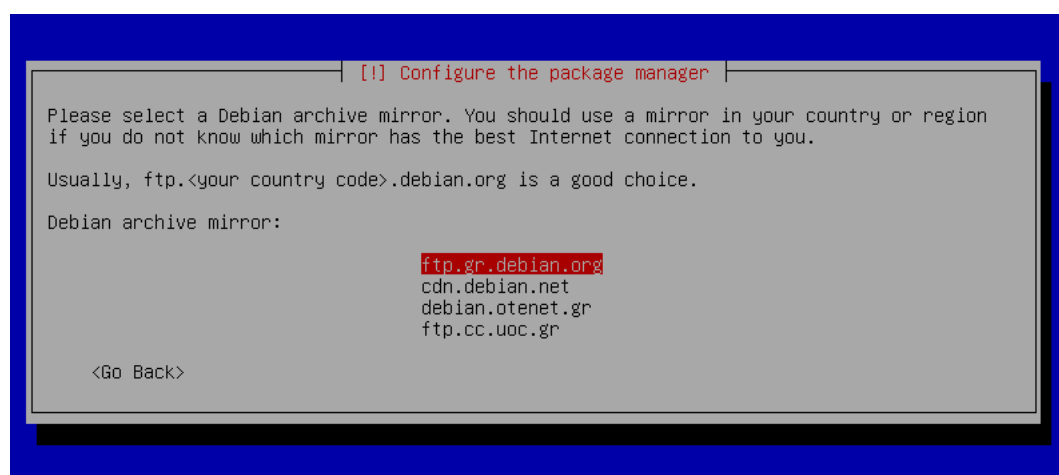 [!] Configure the package manager
Please select a Debian archive mirror. You should use a mirror in your country or region
if you do not know which mirror has the best Internet connection to you.
Usually, ftp.<your country code>.debian.org is a good choice.
Debian archive mirror:
ftp.gr.debian.org
cdn.debian.net
debian.otenet.gr
ftp.cc.uoc.gr
<Go Back>